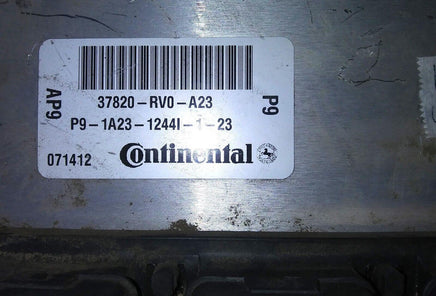 AP9
37820-RV0-A23
P9
P9-1A23-1244I-1-23
071412
Continental